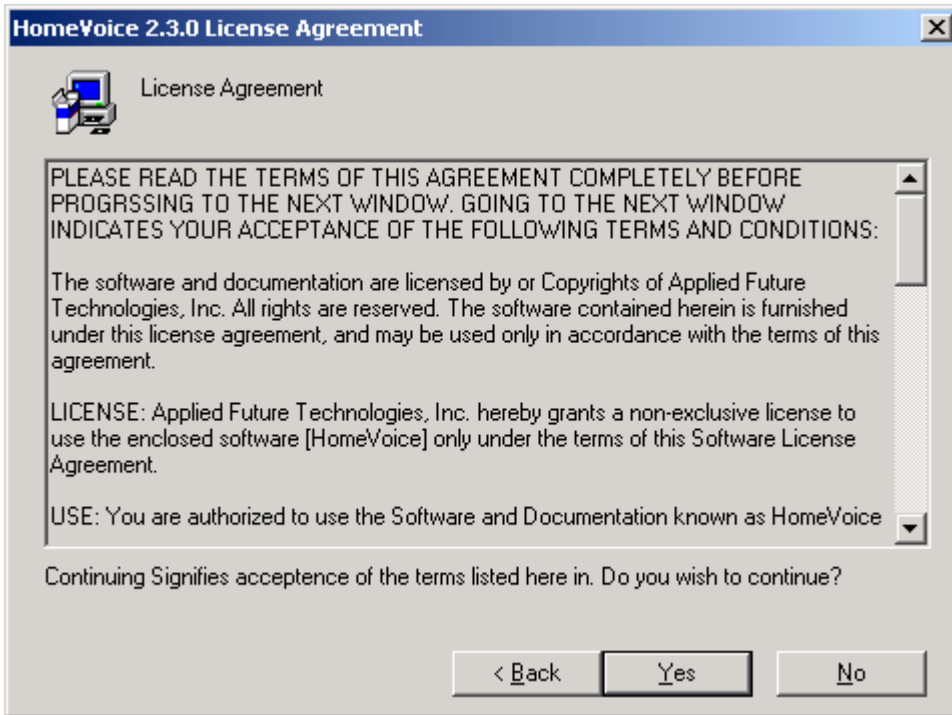 HomeVoice 2.3.0 License Agreement
License Agreement
PLEASE READ THE TERMS OF THIS AGREEMENT COMPLETELY BEFORE
PROGRSSING TO THE NEXT WINDOW. GOING TO THE NEXT WINDOW
INDICATES YOUR ACCEPTANCE OF THE FOLLOWING TERMS AND CONDITIONS:
The software and documentation are licensed by or Copyrights of Applied Future
Technologies, Inc. All rights are reserved. The software contained herein is furnished
under this license agreement, and may be used only in accordance with the terms of this
agreement.
LICENSE: Applied Future Technologies, Inc. hereby grants a non-exclusive license to
use the enclosed software [HomeVoice] only under the terms of this Software License
Agreement.
USE: You are authorized to use the Software and Documentation known as HomeVoice
Continuing Signifies acceptence of the terms listed here in. Do you wish to continue?
< Back Yes No